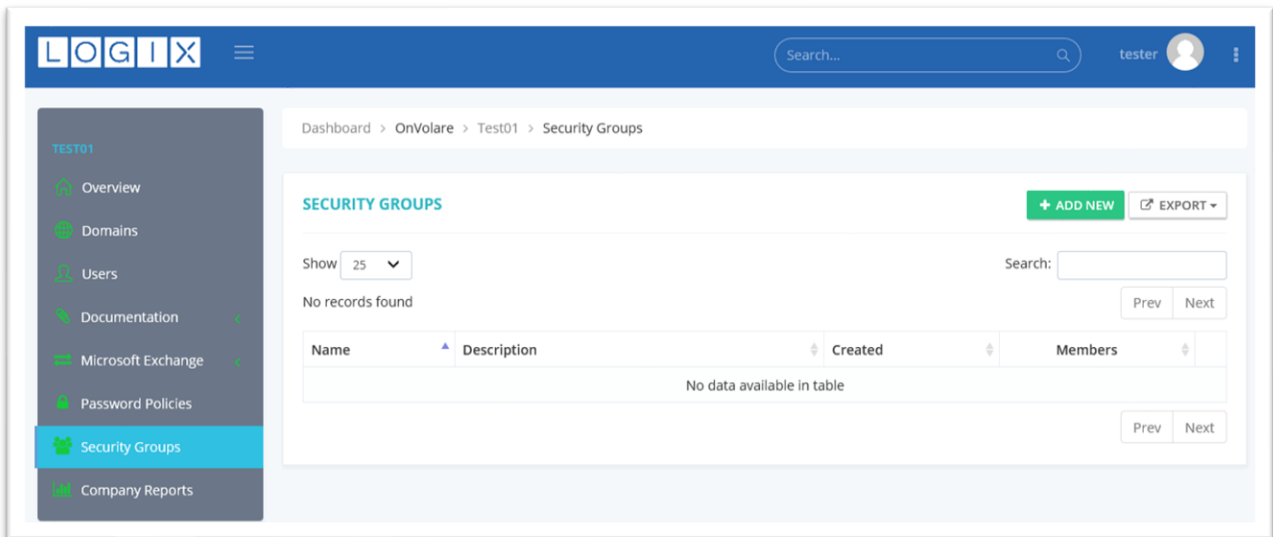 LOGIX
Search...
tester
TEST01
Overview
Domains
Users
Documentation
Microsoft Exchange
Password Policies
Security Groups
Company Reports
Dashboard > OnVolare > Test01 > Security Groups
SECURITY GROUPS
+ ADD NEW
EXPORT
Show 25
Search:
No records found
Prev Next
Name Description Created Members
No data available in table
Prev Next